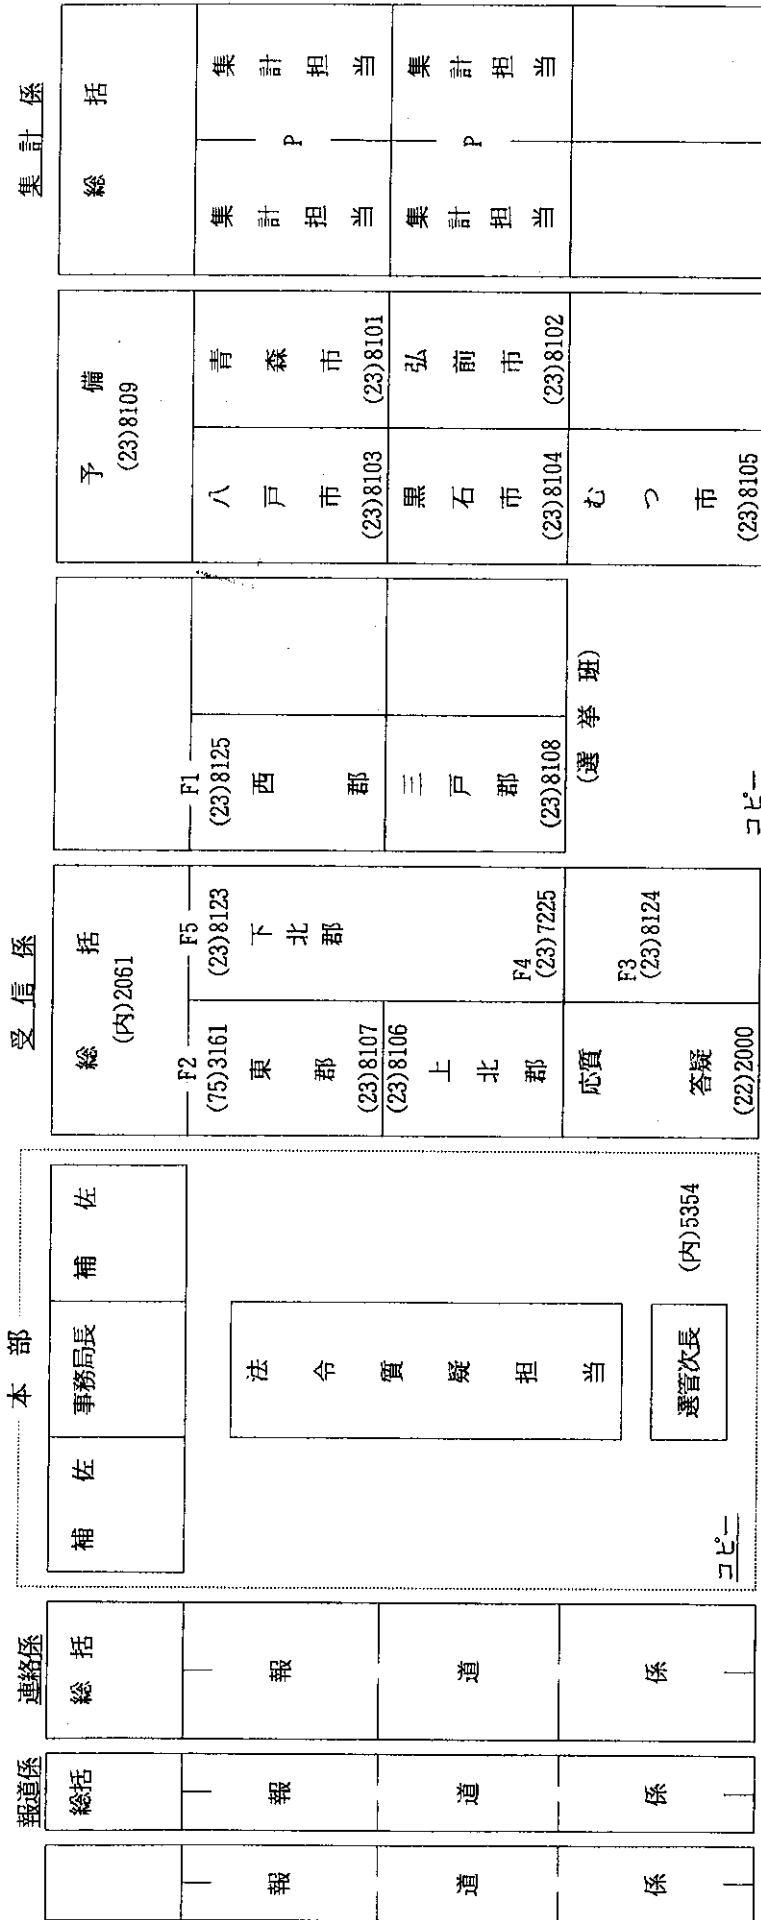 集計係
総括
集計担当
集計担当
P
集計担当
集計担当
P
予備
(23)8109
青森市
(23)8101
八戸市
(23)8103
弘前市
(23)8102
黒石市
(23)8104
むつ市
(23)8105
F1
(23)8125
西郡
三戸郡
(23)8108
(選挙班)
コピー
受信係
総括
(内)2061
F5
(23)8123
下北郡
F4
(23)7225
F2
(75)3161
東郡
(23)8107
(23)8106
上北郡
F3
(23)8124
応質
答疑
(22)2000
本部
補佐
事務局長
補佐
法令質疑担当
選管次長
(内)5354
コピー
連絡係
総括
報道係
報道係
総括
報道係
報道係